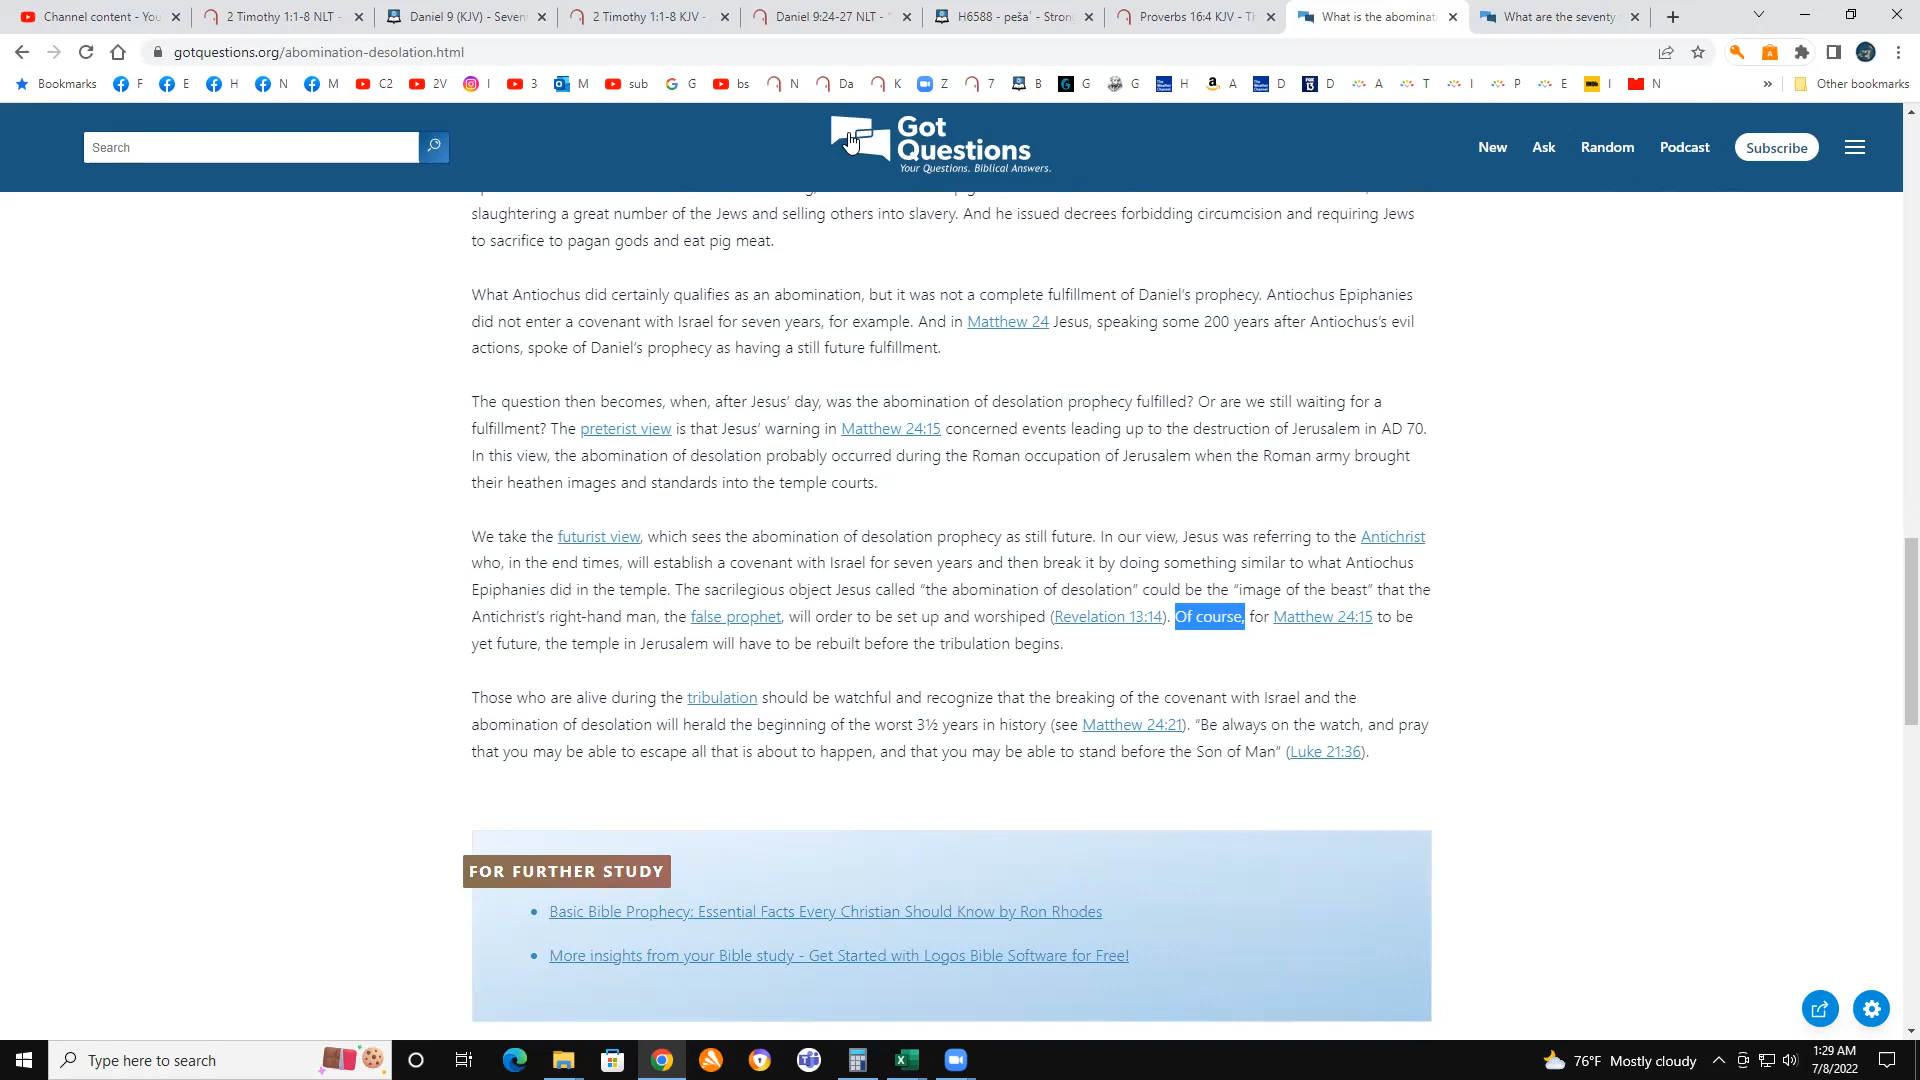 Channel content - You
2 Timothy 1:1-8 NLT -
Daniel 9 (KJV) - Seven
2 Timothy 1:1-8 KJV -
Daniel 9:24-27 NLT -
H6588 - peša' - Strong
Proverbs 16:4 KJV - Th
What is the abominat
What are the seventy
gotquestions.org/abomination-desolation.html
Bookmarks F E H N M C2 2V I 3 M sub G bs N Da K Z 7 B G G H A D D A T I P E I N » Other bookmarks
Search
Got
Questions
Your Questions. Biblical Answers.
New Ask Random Podcast Subscribe
slaughtering a great number of the Jews and selling others into slavery. And he issued decrees forbidding circumcision and requiring Jews
to sacrifice to pagan gods and eat pig meat.
What Antiochus did certainly qualifies as an abomination, but it was not a complete fulfillment of Daniel’s prophecy. Antiochus Epiphanies
did not enter a covenant with Israel for seven years, for example. And in Matthew 24 Jesus, speaking some 200 years after Antiochus’s evil
actions, spoke of Daniel’s prophecy as having a still future fulfillment.
The question then becomes, when, after Jesus’ day, was the abomination of desolation prophecy fulfilled? Or are we still waiting for a
fulfillment? The preterist view is that Jesus’ warning in Matthew 24:15 concerned events leading up to the destruction of Jerusalem in AD 70.
In this view, the abomination of desolation probably occurred during the Roman occupation of Jerusalem when the Roman army brought
their heathen images and standards into the temple courts.
We take the futurist view, which sees the abomination of desolation prophecy as still future. In our view, Jesus was referring to the Antichrist
who, in the end times, will establish a covenant with Israel for seven years and then break it by doing something similar to what Antiochus
Epiphanies did in the temple. The sacrilegious object Jesus called “the abomination of desolation” could be the “image of the beast” that the
Antichrist’s right-hand man, the false prophet, will order to be set up and worshiped (Revelation 13:14). Of course, for Matthew 24:15 to be
yet future, the temple in Jerusalem will have to be rebuilt before the tribulation begins.
Those who are alive during the tribulation should be watchful and recognize that the breaking of the covenant with Israel and the
abomination of desolation will herald the beginning of the worst 3½ years in history (see Matthew 24:21). “Be always on the watch, and pray
that you may be able to escape all that is about to happen, and that you may be able to stand before the Son of Man” (Luke 21:36).
FOR FURTHER STUDY
Basic Bible Prophecy: Essential Facts Every Christian Should Know by Ron Rhodes
More insights from your Bible study - Get Started with Logos Bible Software for Free!
Type here to search
76°F Mostly cloudy
1:29 AM
7/8/2022